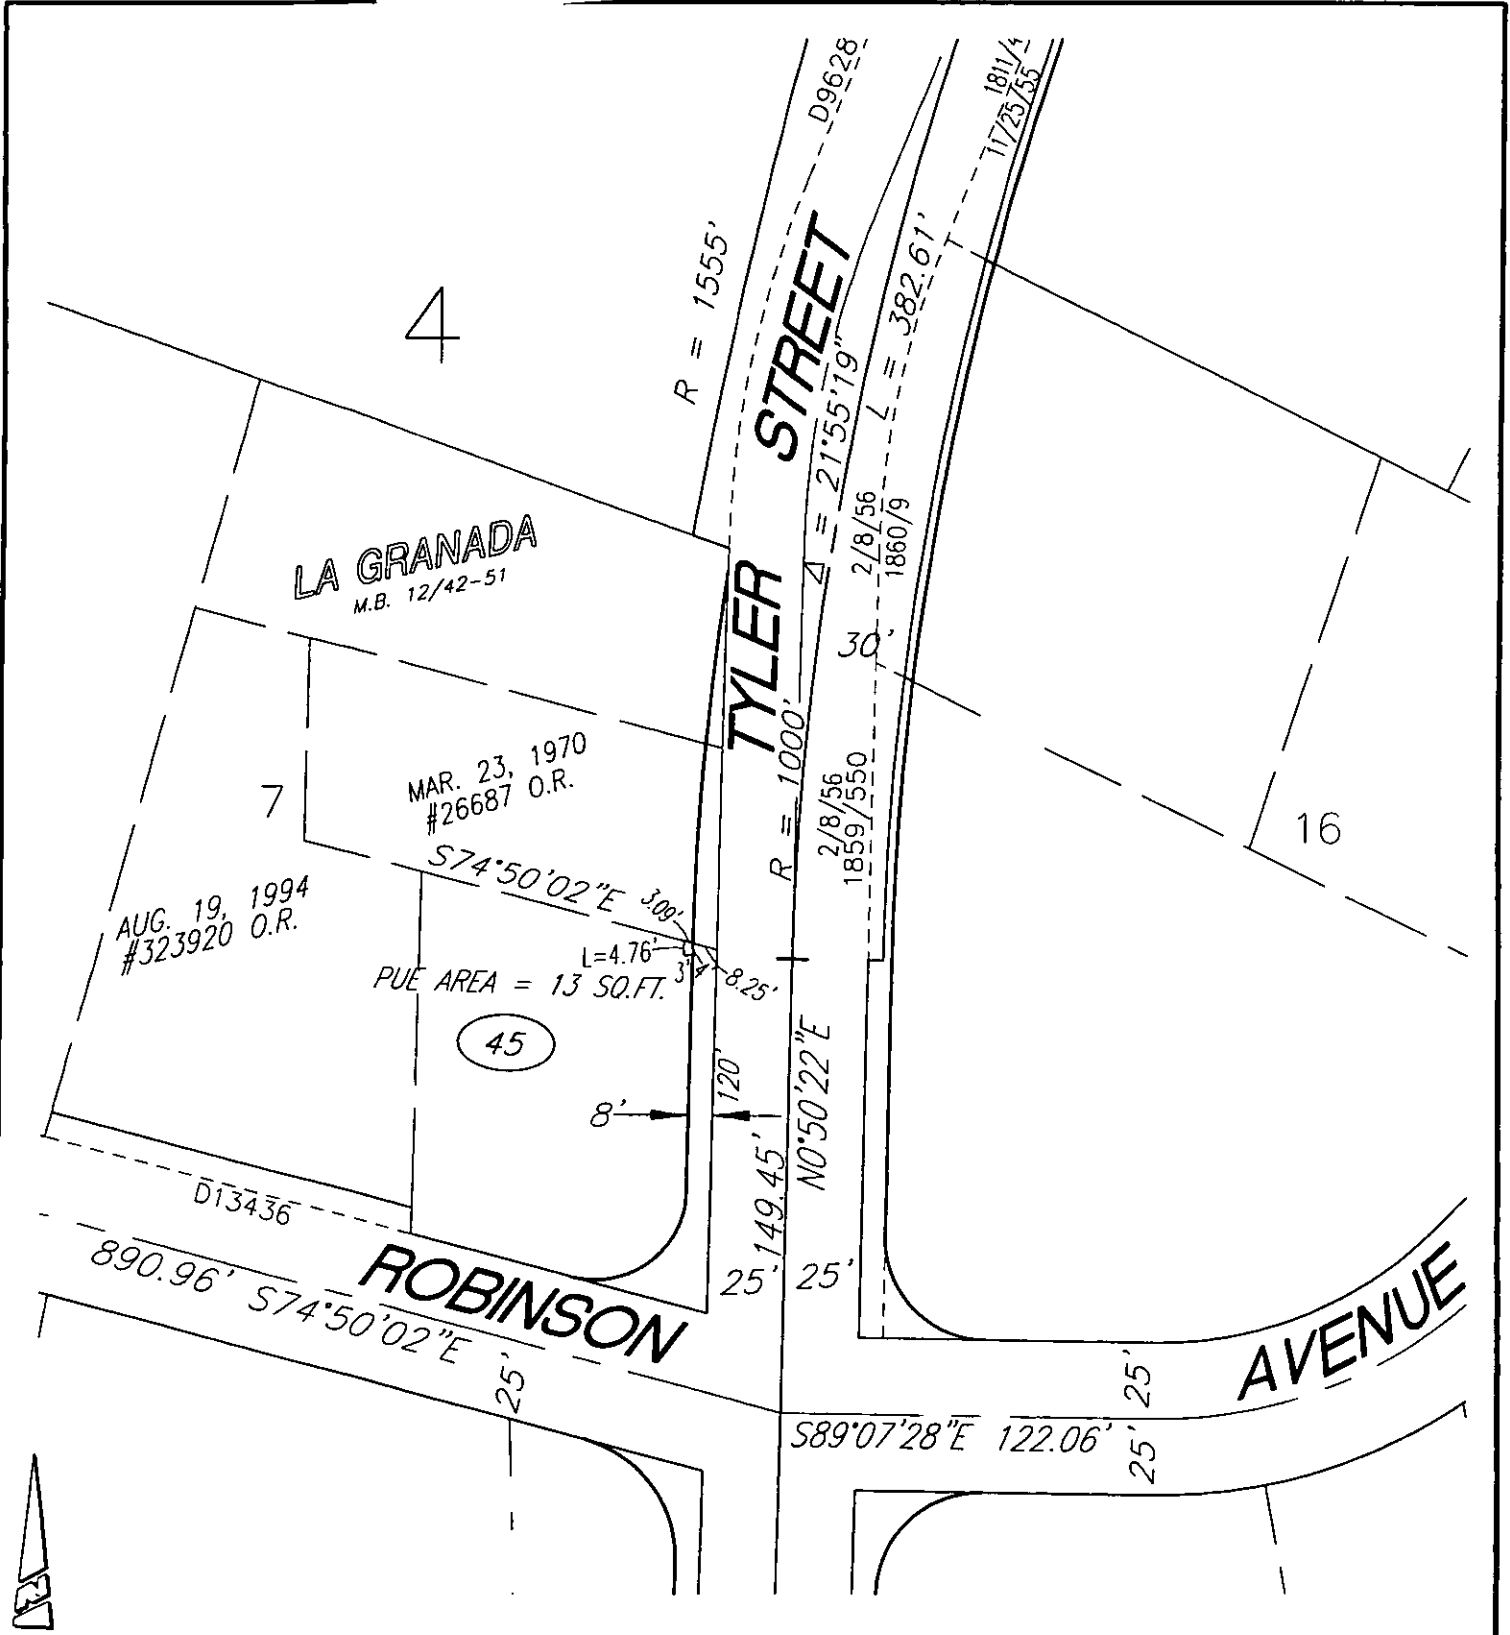 D9628
1811/4
11/25/55
R = 1555'
4
STREET
L = 382.61'
Δ = 21°55'19"
2/8/56
1860/9
LA GRANADA
M.B. 12/42-51
TYLER
30'
MAR. 23, 1970
#26687 O.R.
7
R = 1000'
2/8/56
1859/550
16
S74°50'02"E
3.09'
AUG. 19, 1994
#323920 O.R.
L=4.76'
3'
4'
8.25'
PUE AREA = 13 SQ.FT.
45
120'
N0°50'22"E
8'
149.45'
D13436
890.96' S74°50'02"E
ROBINSON
25' 25'
AVENUE
25'
25'
S89°07'28"E 122.06'
25'